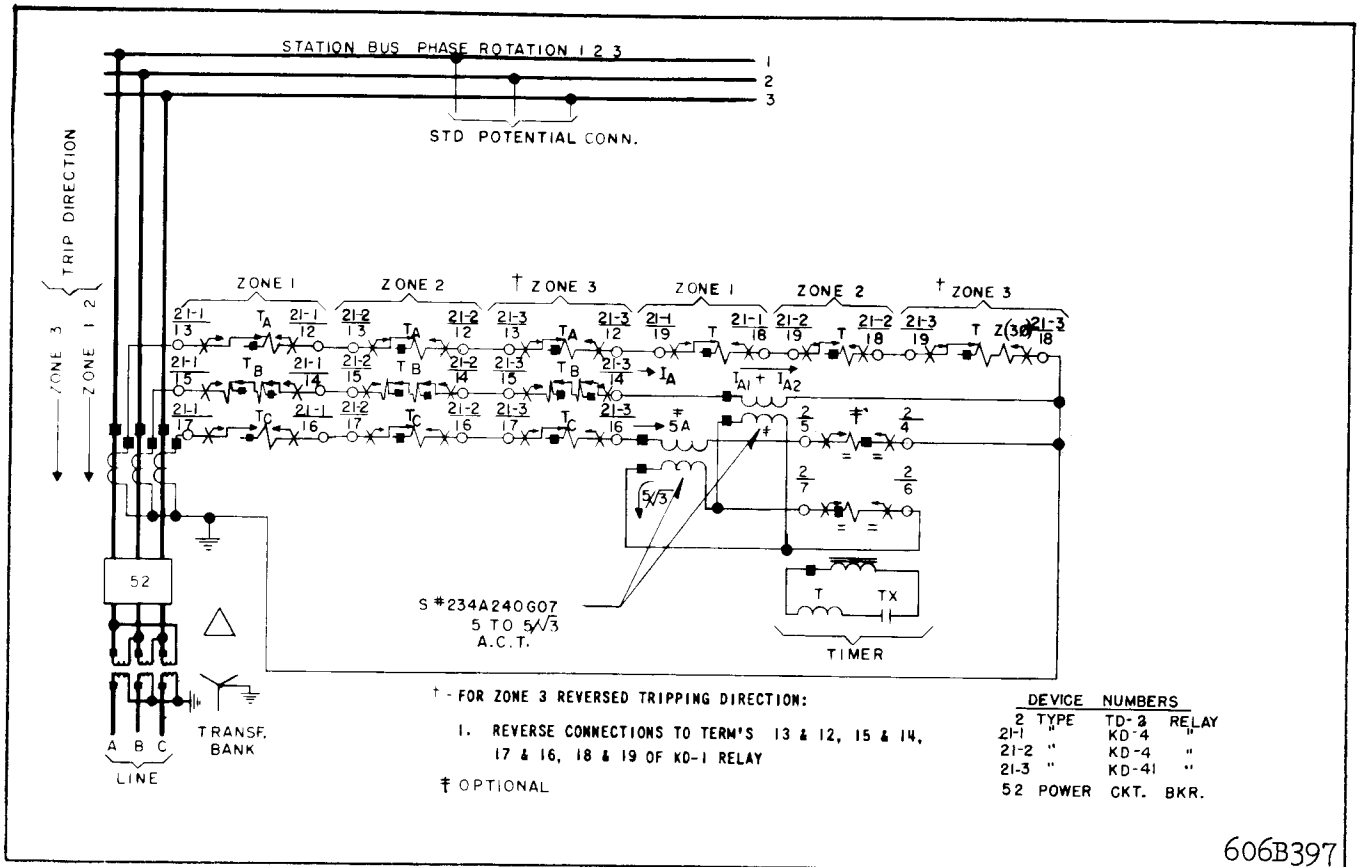 STATION BUS PHASE ROTATION 1 2 3
1
2
3
STD POTENTIAL CONN.
TRIP DIRECTION
ZONE 3
ZONE 1 2
ZONE 1
ZONE 2
† ZONE 3
ZONE 1
ZONE 2
† ZONE 3
21-1
13
TA
21-1
12
21-2
13
TA
21-2
12
21-3
13
TA
21-3
12
21-1
19
T
21-1
18
21-2
19
T
21-2
18
21-3
19
T
Z(3Ø)
21-3
18
21-1
15
TB
21-1
14
21-2
15
TB
21-2
14
21-3
15
TB
21-3
14
IA
IA1 + IA2
21-1
17
TC
21-1
16
21-2
17
TC
21-2
16
21-3
17
TC
21-3
16
‡
5A
‡
2
5
‡
2
4
5/√3
2
7
2
6
52
S#234A240G07
5 TO 5/√3
A.C.T.
T
TX
TIMER
TRANSF.
BANK
A B C
LINE
† - FOR ZONE 3 REVERSED TRIPPING DIRECTION:
1. REVERSE CONNECTIONS TO TERM'S 13 & 12, 15 & 14,
17 & 16, 18 & 19 OF KD-1 RELAY
‡ OPTIONAL
DEVICE NUMBERS
2 TYPE TD-2 RELAY
21-1 " KD-4 "
21-2 " KD-4 "
21-3 " KD-41 "
52 POWER CKT. BKR.
606B397